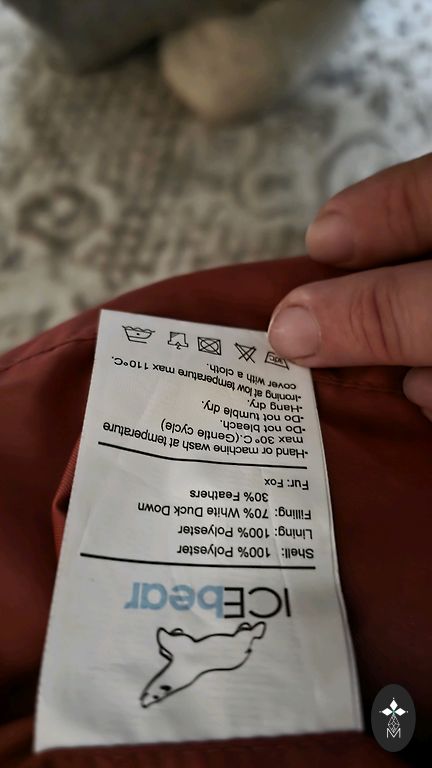 ICEbear
Shell: 100% Polyester
Lining: 100% Polyester
Filling: 70% White Duck Down
30% Feathers
Fur: Fox
-Hand or machine wash at temperature
max 30°C.(Gentle cycle)
-Do not bleach.
-Do not tumble dry.
-Hang dry.
-Ironing at low temperature max 110°C.
cover with a cloth.
M